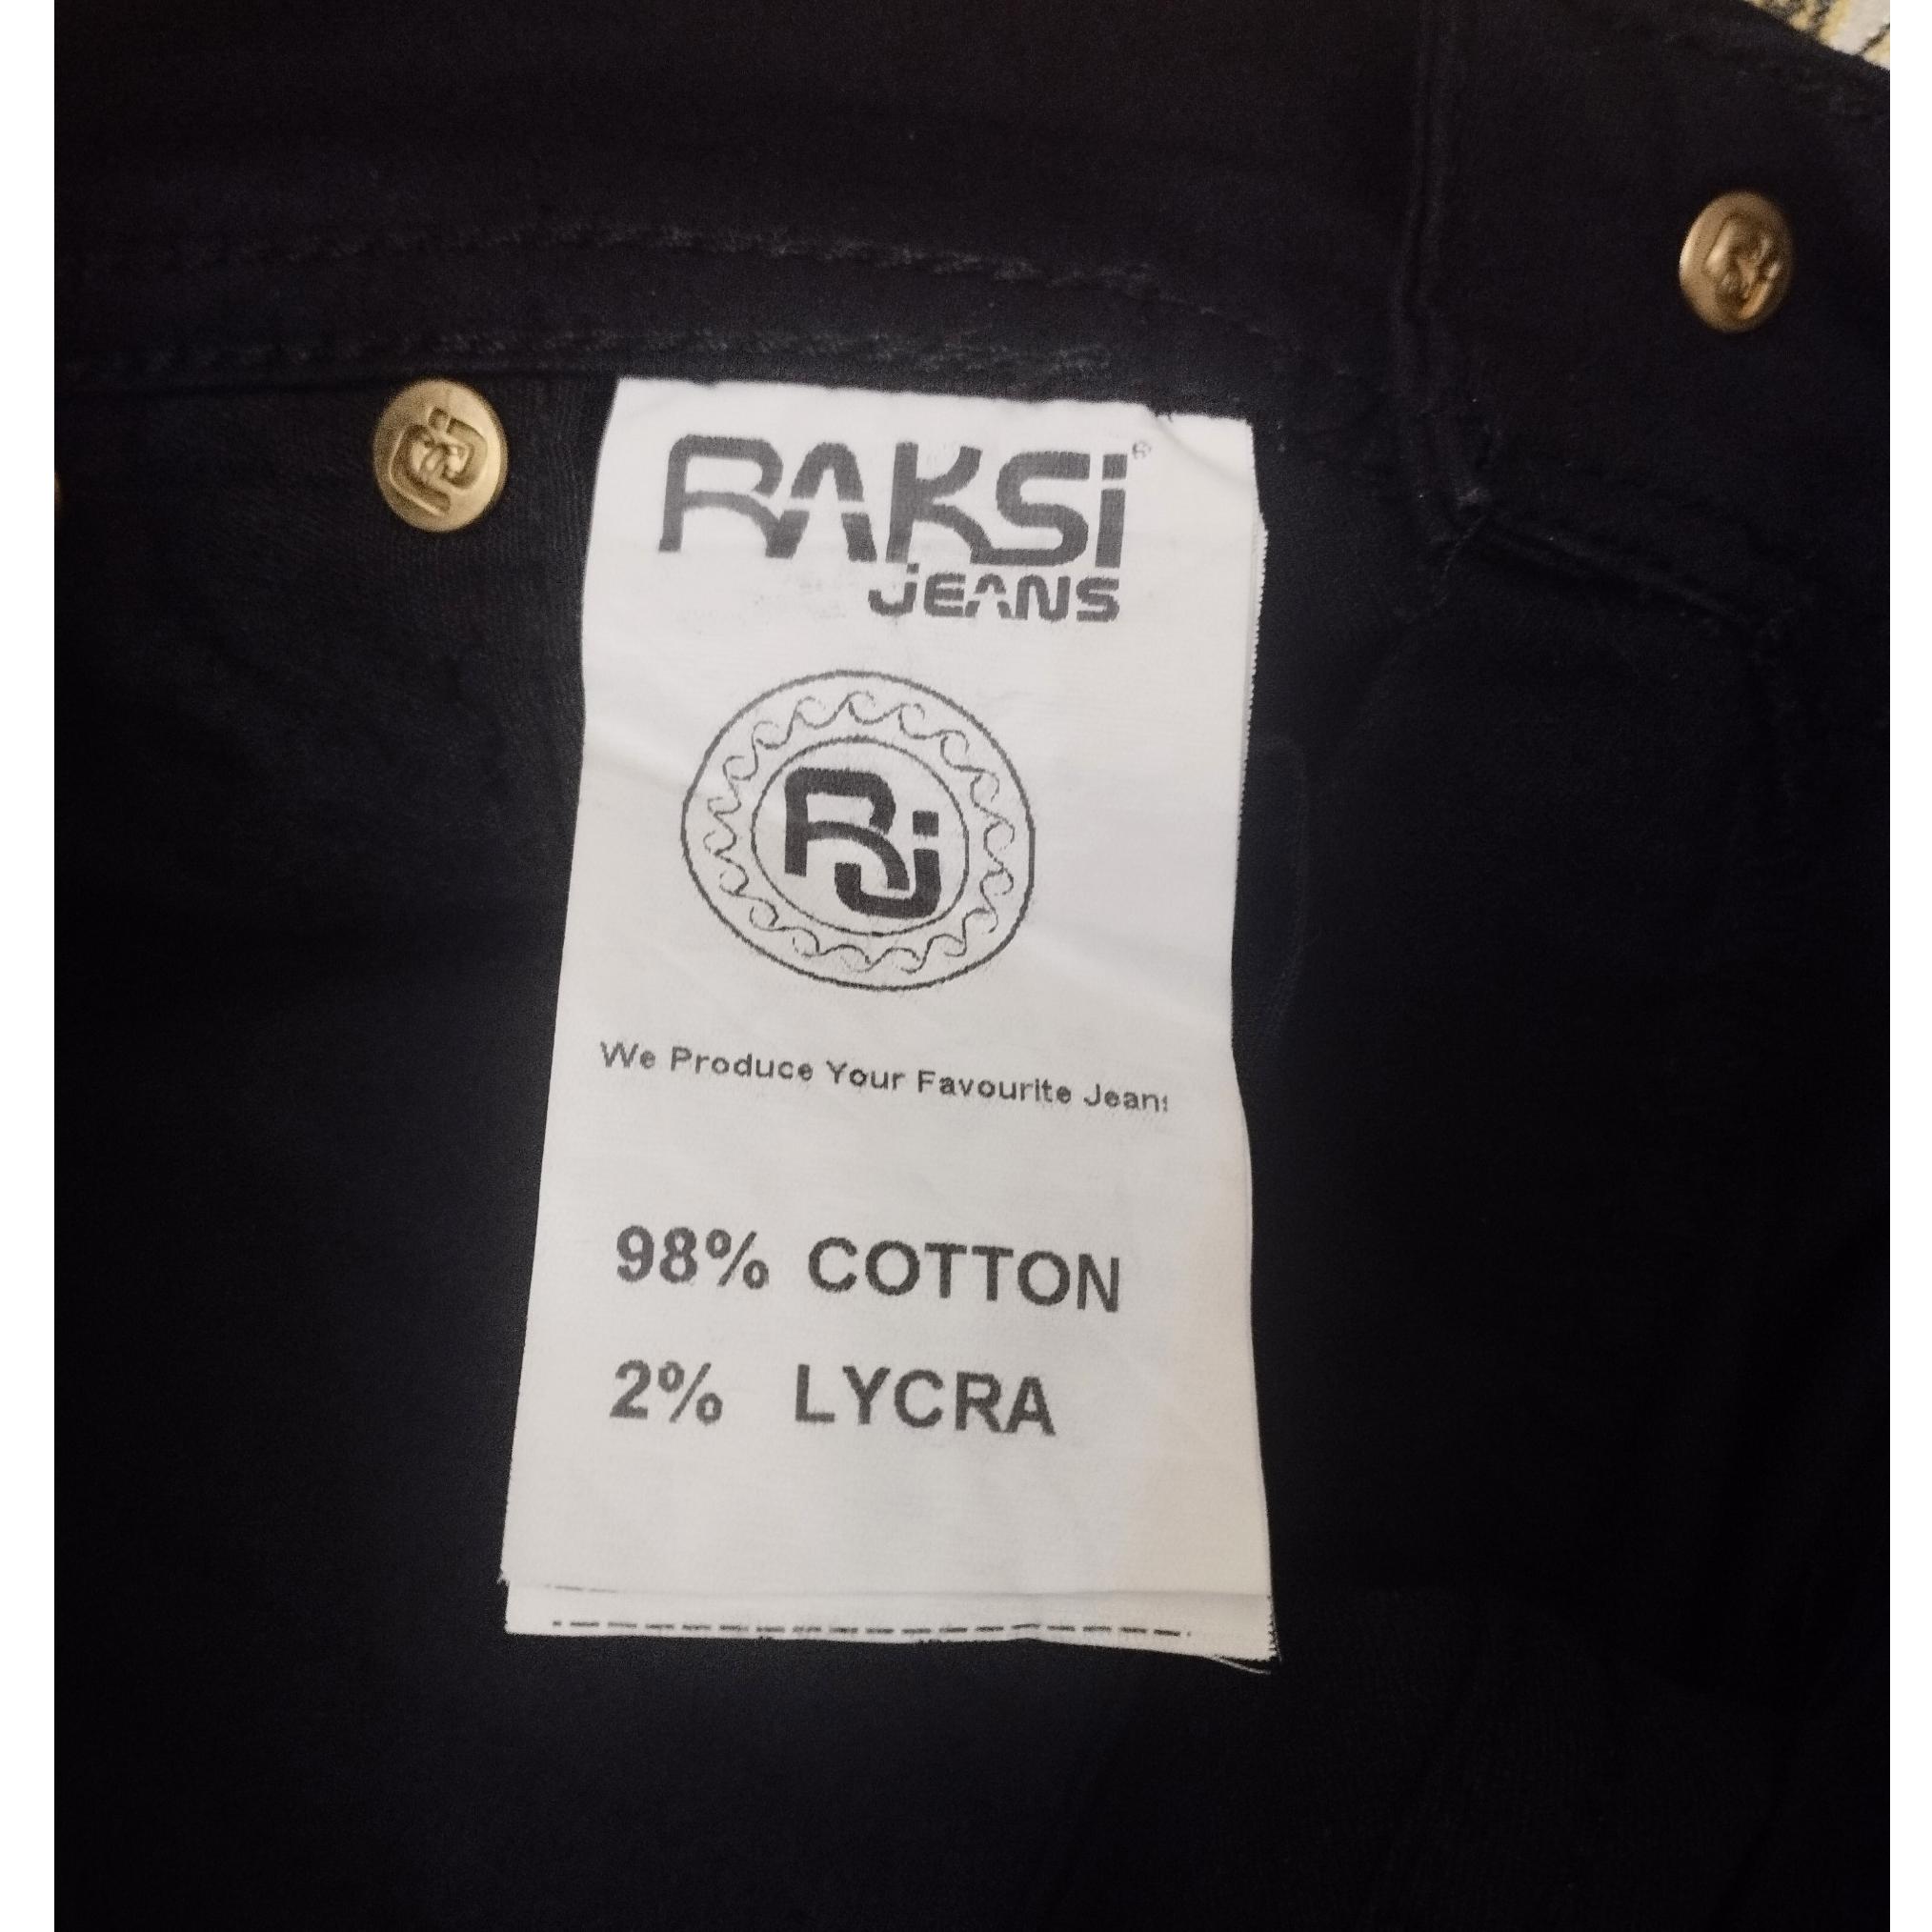 RAKSi®
jEANS
Rj
We Produce Your Favourite Jeans
98% COTTON
2% LYCRA